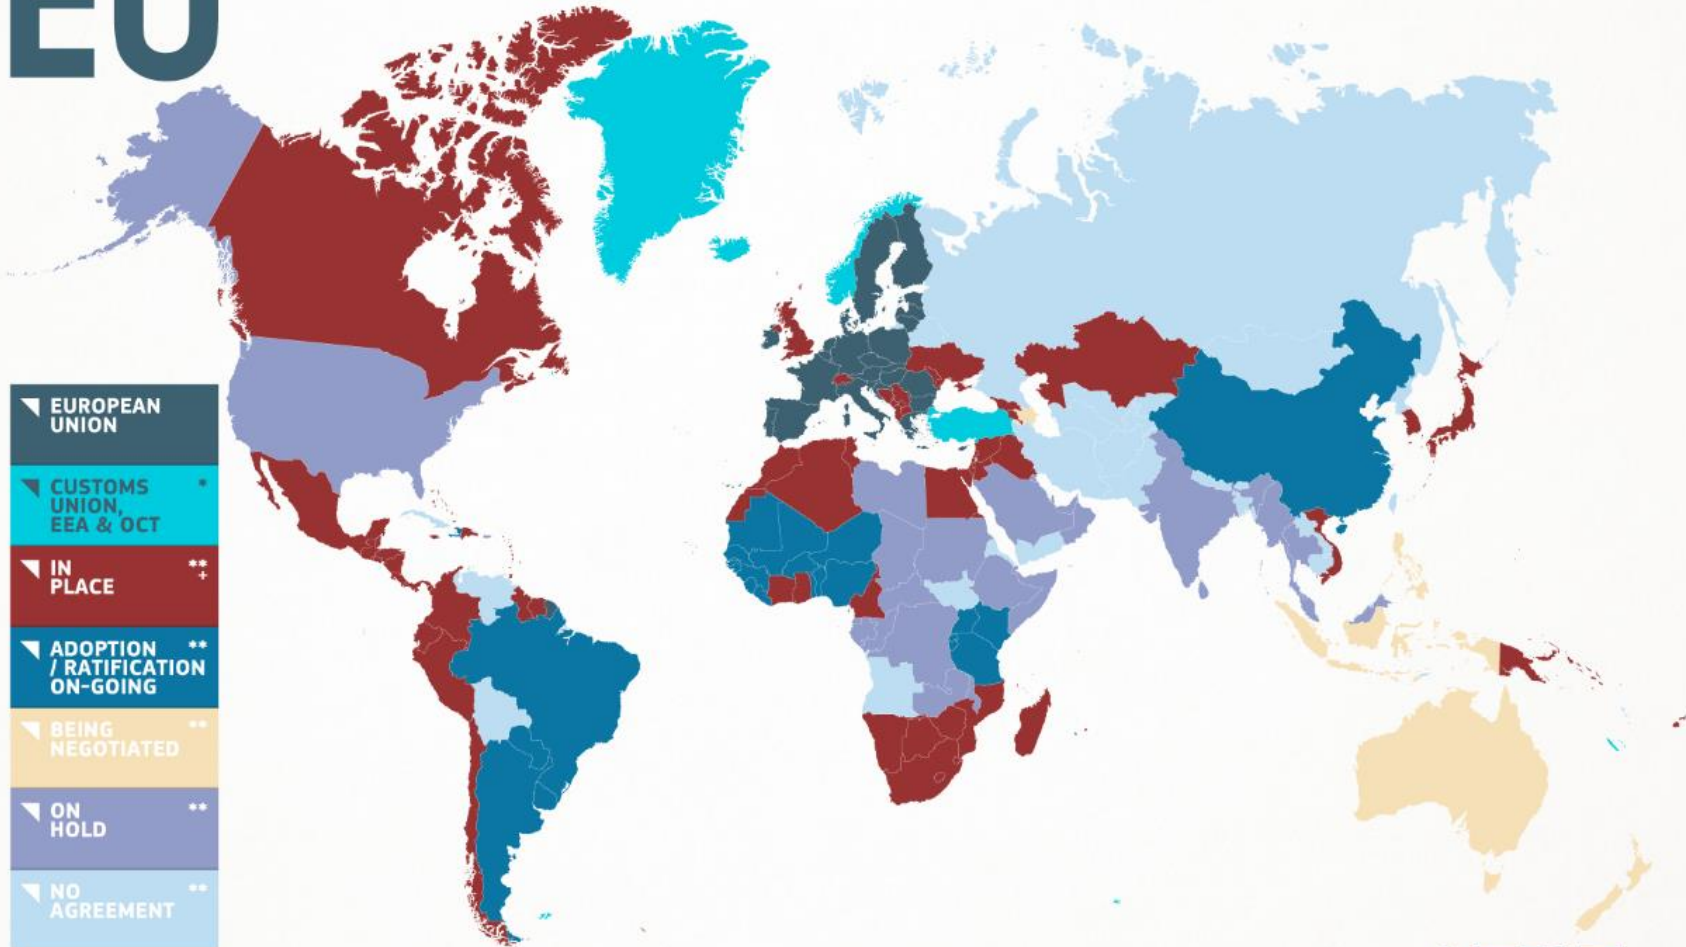 EU
EUROPEAN
UNION
CUSTOMS *
UNION,
EEA & OCT
IN **
PLACE +
ADOPTION **
/ RATIFICATION
ON-GOING
BEING **
NEGOTIATED
ON **
HOLD
NO **
AGREEMENT